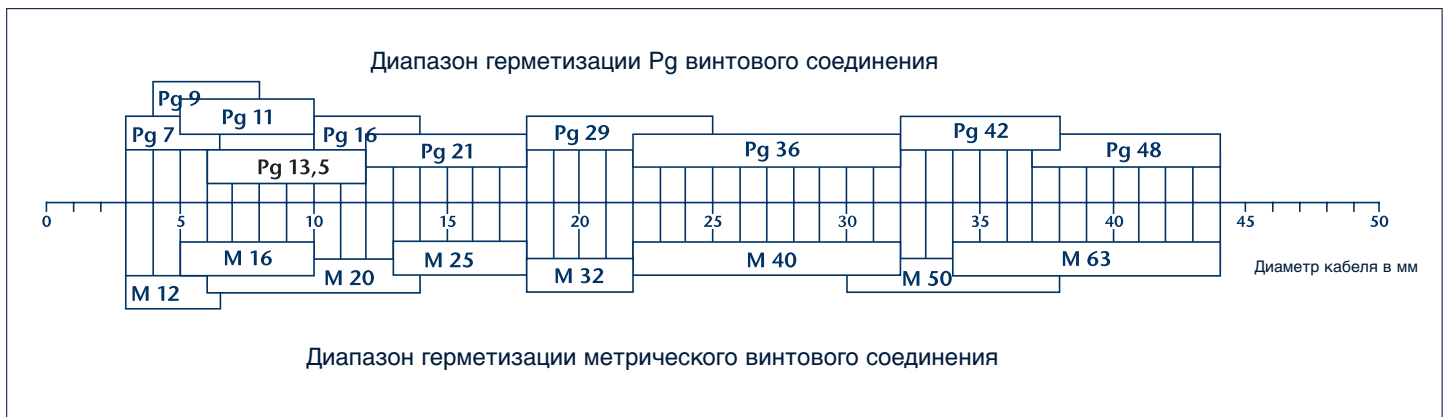 Диапазон герметизации Pg винтового соединения
Pg 9
Pg 11
Pg 7
Pg 16
Pg 29
Pg 42
Pg 21
Pg 36
Pg 48
Pg 13,5
0 5 10 15 20 25 30 35 40 45 50
M 16
M 25
M 40
M 63
M 20
M 32
M 50
Диаметр кабеля в мм
M 12
Диапазон герметизации метрического винтового соединения